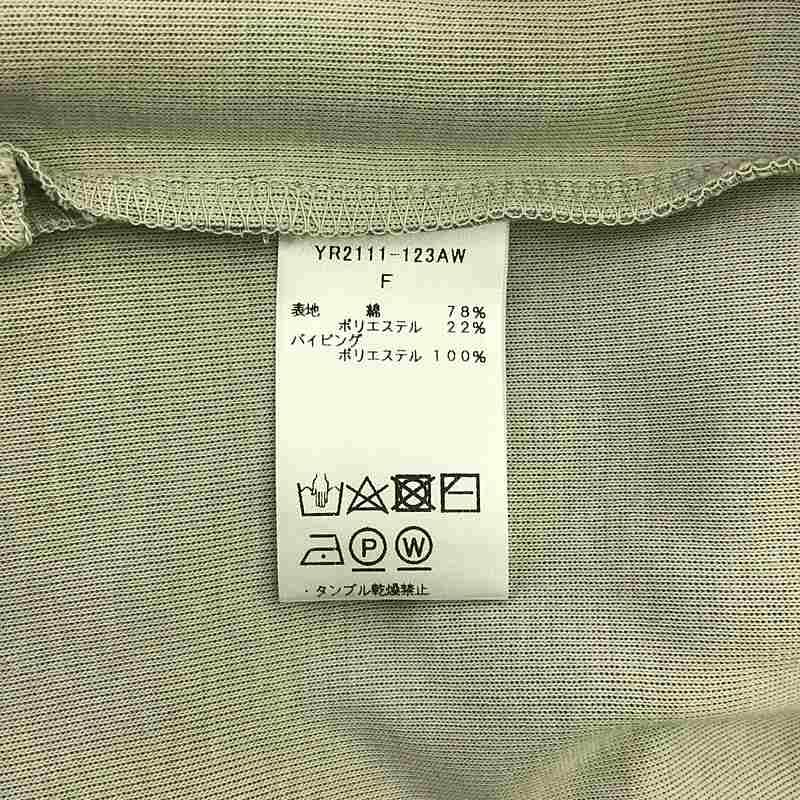 YR2111-123AW
F
表地 綿 78%
ポリエステル 22%
パイピング
ポリエステル 100%
P W
・タンブル乾燥禁止